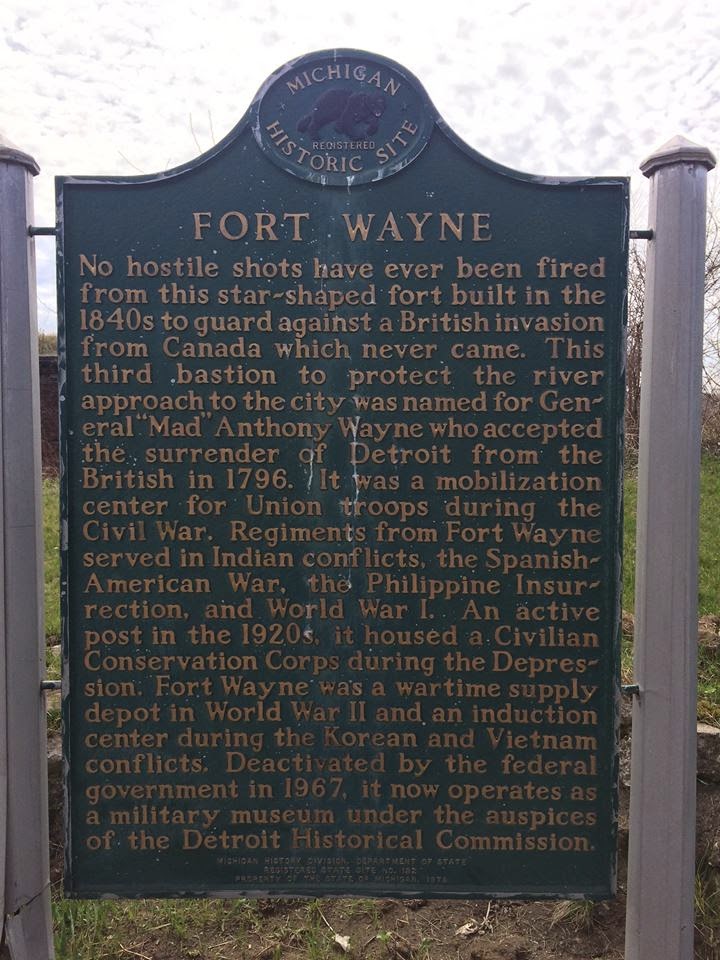 MICHIGAN
REGISTERED
HISTORIC SITE
FORT WAYNE
No hostile shots have ever been fired
from this star-shaped fort built in the
1840s to guard against a British invasion
from Canada which never came. This
third bastion to protect the river
approach to the city was named for Gen-
eral "Mad" Anthony Wayne who accepted
the surrender of Detroit from the
British in 1796. It was a mobilization
center for Union troops during the
Civil War. Regiments from Fort Wayne
served in Indian conflicts, the Spanish-
American War, the Philippine Insur-
rection, and World War I. An active
post in the 1920s, it housed a Civilian
Conservation Corps during the Depres-
sion. Fort Wayne was a wartime supply
depot in World War II and an induction
center during the Korean and Vietnam
conflicts. Deactivated by the federal
government in 1967, it now operates as
a military museum under the auspices
of the Detroit Historical Commission.
MICHIGAN HISTORY DIVISION, DEPARTMENT OF STATE
REGISTERED STATE SITE NO. 182
PROPERTY OF THE STATE OF MICHIGAN,